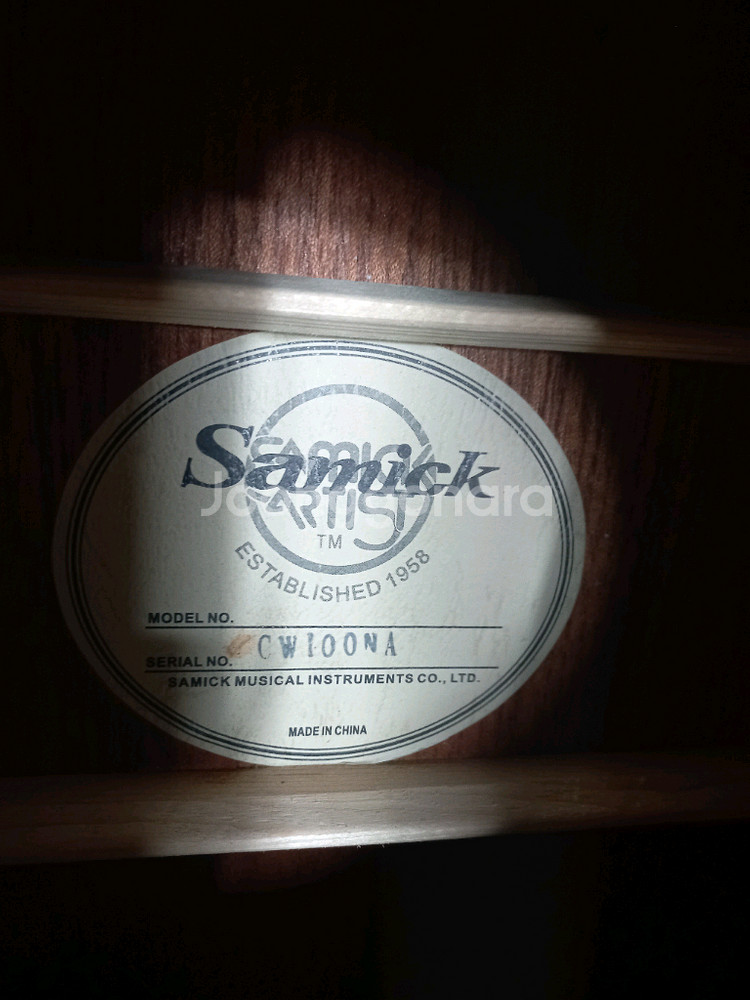 SAMICK
Samick
ARTIST
TM
ESTABLISHED 1958
MODEL NO.
SERIAL NO. CW100NA
SAMICK MUSICAL INSTRUMENTS CO., LTD.
MADE IN CHINA